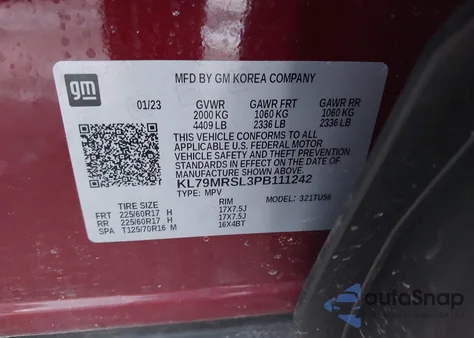 gm
MFD BY GM KOREA COMPANY
01/23 GVWR GAWR FRT GAWR RR
2000 KG 1060 KG 1060 KG
4409 LB 2336 LB 2336 LB
THIS VEHICLE CONFORMS TO ALL
APPLICABLE U.S. FEDERAL MOTOR
VEHICLE SAFETY STANDARDS IN
EFFECT ON THE DATE OF
MANUFACTURE SHOWN ABOVE.
KL79MRSL3PB111242
TYPE: MPV MODEL: 321TU56
TIRE SIZE RIM
FRT 225/60R17 H 17X7.5J
RR 225/60R17 H 17X7.5J
SPA T125/70R16 M 16X4BT
autoSnap